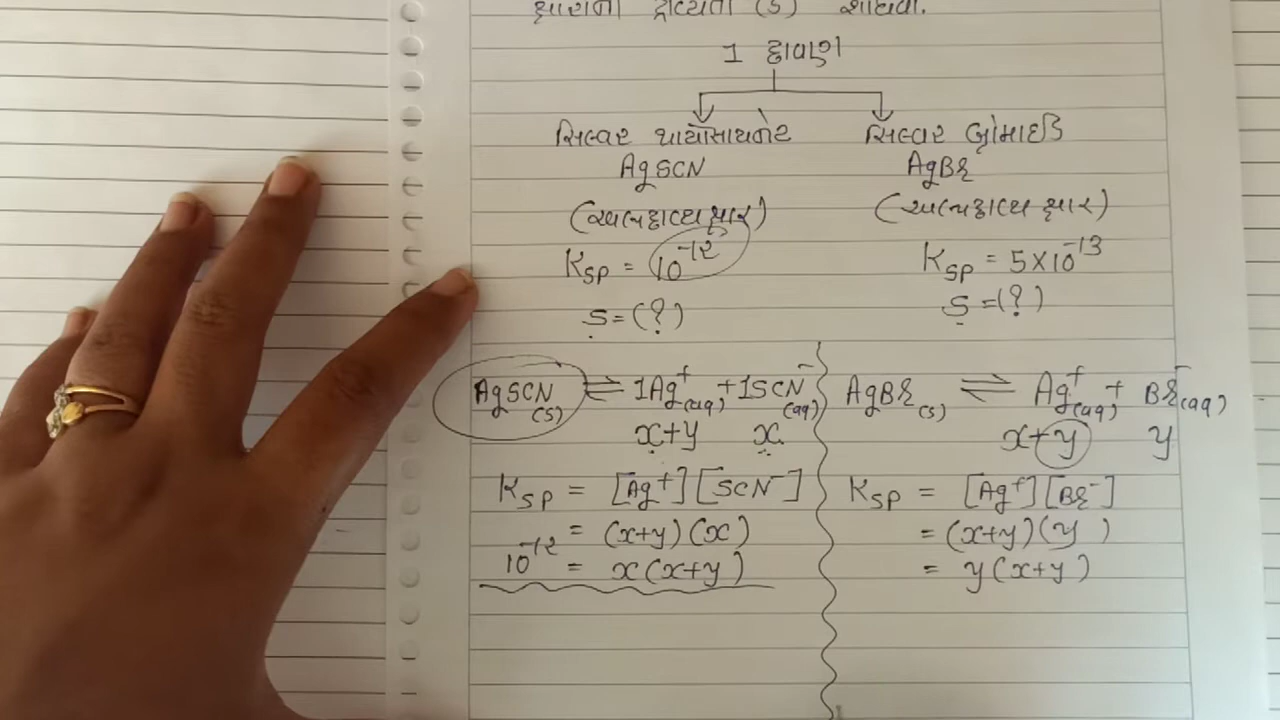 ક્ષારોની દ્રાવ્યતા (S) શોધવા.
1 દ્રાવણ
સિલ્વર થાયોસાયનેટ
AgSCN
(અલ્પદ્રાવ્ય ક્ષાર)
Ksp = 10⁻¹²
S = (?)
સિલ્વર બ્રોમાઈડ
AgBr
(અલ્પદ્રાવ્ય ક્ષાર)
Ksp = 5×10⁻¹³
S = (?)
AgSCN(s) ⇌ 1Ag⁺(aq) + 1SCN⁻(aq)
x+y x
Ksp = [Ag⁺][SCN⁻]
= (x+y)(x)
10⁻¹² = x(x+y)
AgBr(s) ⇌ Ag⁺(aq) + Br⁻(aq)
x+y y
Ksp = [Ag⁺][Br⁻]
= (x+y)(y)
= y(x+y)